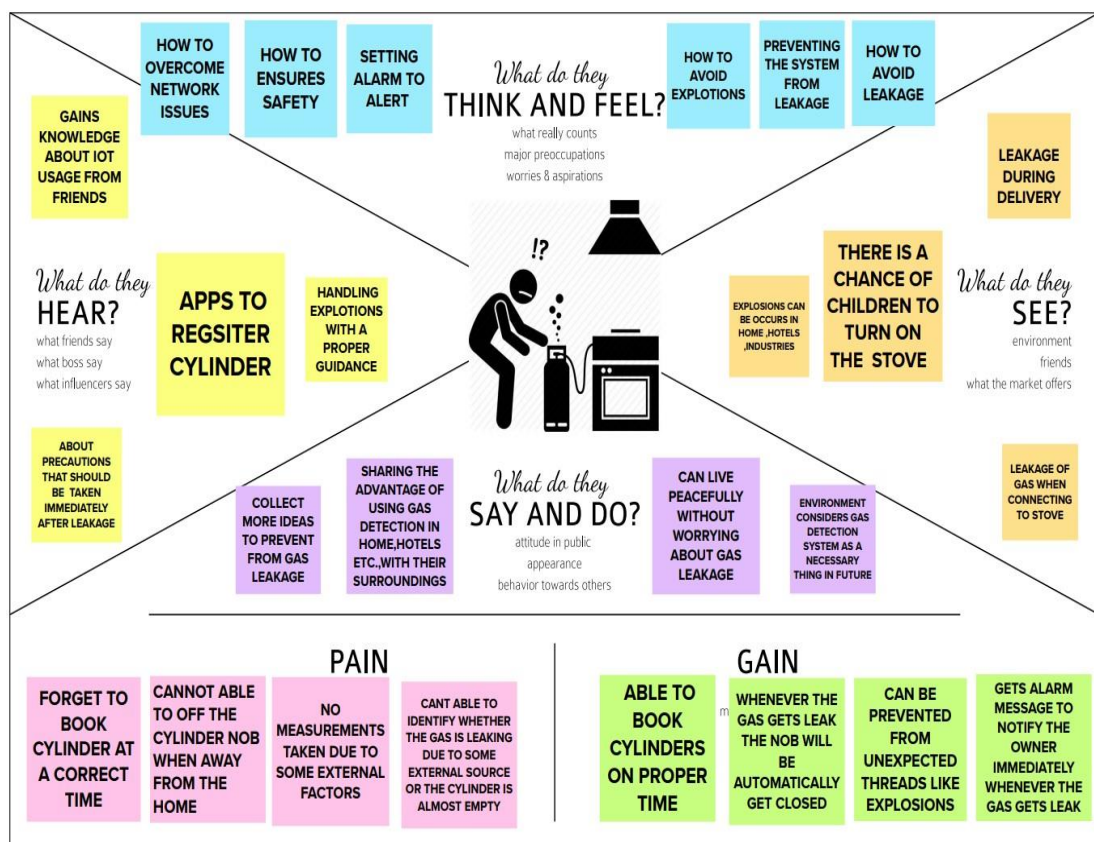 HOW TO
OVERCOME
NETWORK
ISSUES
HOW TO
ENSURES
SAFETY
SETTING
ALARM TO
ALERT
What do they
THINK AND FEEL?
what really counts
major preoccupations
worries & aspirations
HOW TO
AVOID
EXPLOTIONS
PREVENTING
THE SYSTEM
FROM
LEAKAGE
HOW TO
AVOID
LEAKAGE
GAINS
KNOWLEDGE
ABOUT IOT
USAGE FROM
FRIENDS
What do they
HEAR?
what friends say
what boss say
what influencers say
APPS TO
REGSITER
CYLINDER
HANDLING
EXPLOTIONS
WITH A
PROPER
GUIDANCE
ABOUT
PRECAUTIONS
THAT SHOULD
BE TAKEN
IMMEDIATELY
AFTER LEAKAGE
!?
LEAKAGE
DURING
DELIVERY
EXPLOSIONS CAN
BE OCCURS IN
HOME ,HOTELS
,INDUSTRIES
THERE IS A
CHANCE OF
CHILDREN TO
TURN ON
THE STOVE
What do they
SEE?
environment
friends
what the market offers
LEAKAGE OF
GAS WHEN
CONNECTING
TO STOVE
COLLECT
MORE IDEAS
TO PREVENT
FROM GAS
LEAKAGE
SHARING THE
ADVANTAGE OF
USING GAS
DETECTION IN
HOME,HOTELS
ETC.,WITH THEIR
SURROUNDINGS
What do they
SAY AND DO?
attitude in public
appearance
behavior towards others
CAN LIVE
PEACEFULLY
WITHOUT
WORRYING
ABOUT GAS
LEAKAGE
ENVIRONMENT
CONSIDERS GAS
DETECTION
SYSTEM AS A
NECESSARY
THING IN FUTURE
PAIN
FORGET TO
BOOK
CYLINDER AT
A CORRECT
TIME
CANNOT ABLE
TO OFF THE
CYLINDER NOB
WHEN AWAY
FROM THE
HOME
NO
MEASUREMENTS
TAKEN DUE TO
SOME EXTERNAL
FACTORS
CANT ABLE TO
IDENTIFY WHETHER
THE GAS IS LEAKING
DUE TO SOME
EXTERNAL SOURCE
OR THE CYLINDER IS
ALMOST EMPTY
GAIN
ABLE TO
BOOK
CYLINDERS
ON PROPER
TIME
WHENEVER THE
GAS GETS LEAK
THE NOB WILL
BE
AUTOMATICALLY
GET CLOSED
CAN BE
PREVENTED
FROM
UNEXPECTED
THREADS LIKE
EXPLOSIONS
GETS ALARM
MESSAGE TO
NOTIFY THE
OWNER
IMMEDIATELY
WHENEVER THE
GAS GETS LEAK